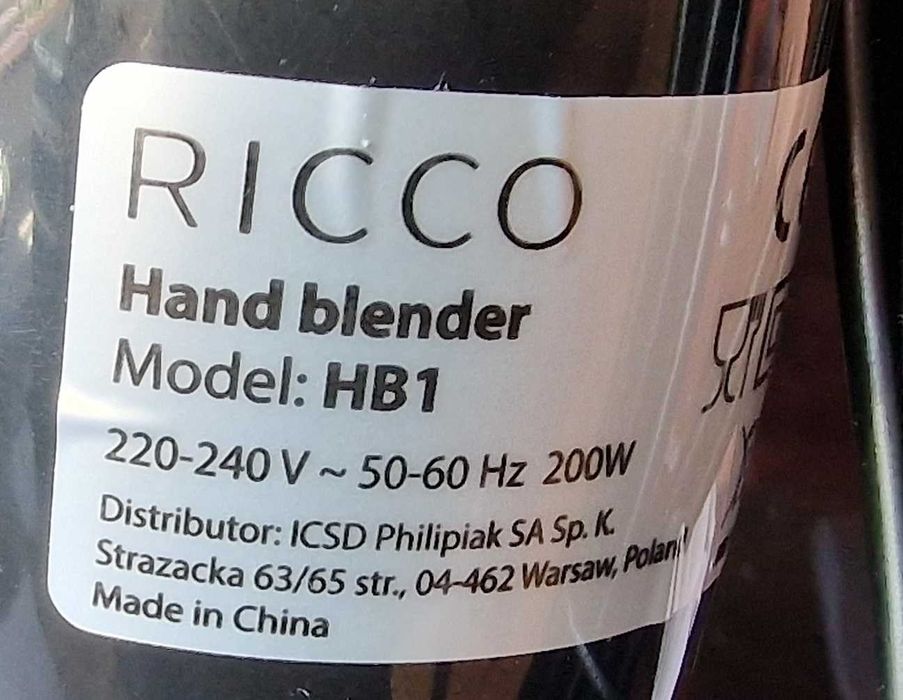 RICCO
Hand blender
Model: HB1
220-240 V ~ 50-60 Hz 200W
Distributor: ICSD Philipiak SA Sp. K.
Strazacka 63/65 str., 04-462 Warsaw, Poland
Made in China